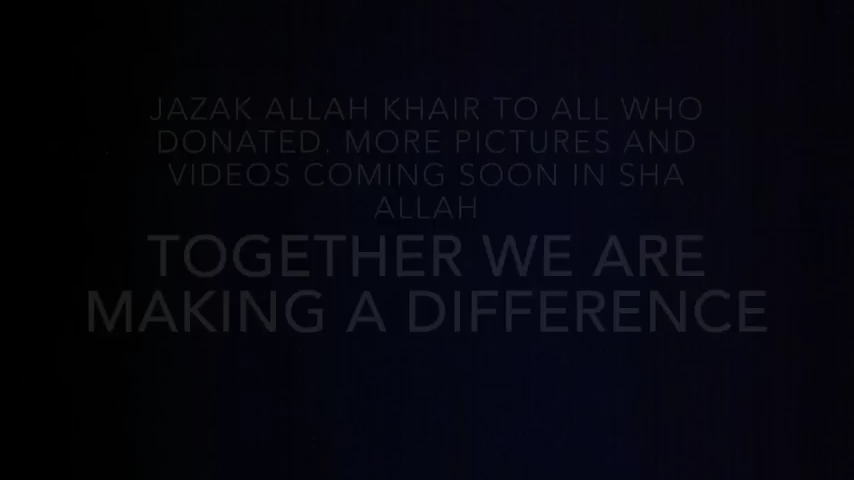 JAZAK ALLAH KHAIR TO ALL WHO
DONATED. MORE PICTURES AND
VIDEOS COMING SOON IN SHA
ALLAH
TOGETHER WE ARE
MAKING A DIFFERENCE